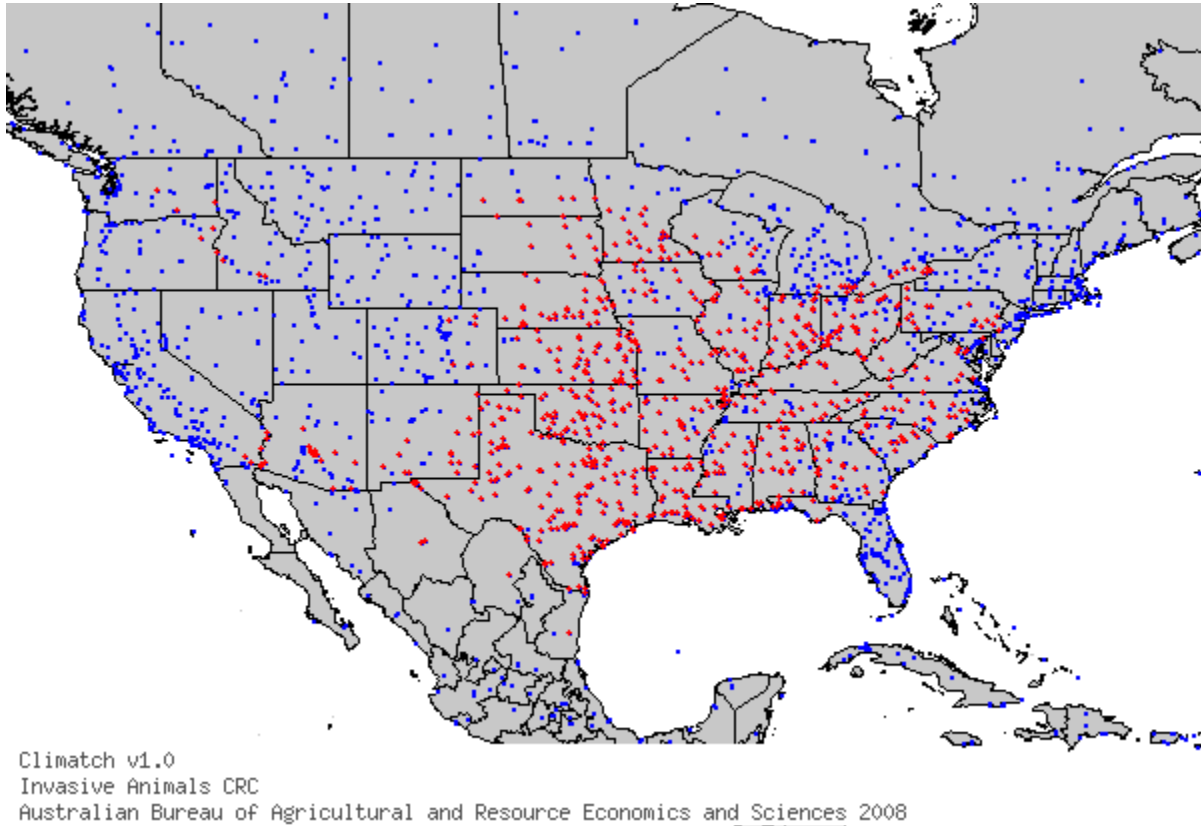 Climatch v1.0
Invasive Animals CRC
Australian Bureau of Agricultural and Resource Economics and Sciences 2008